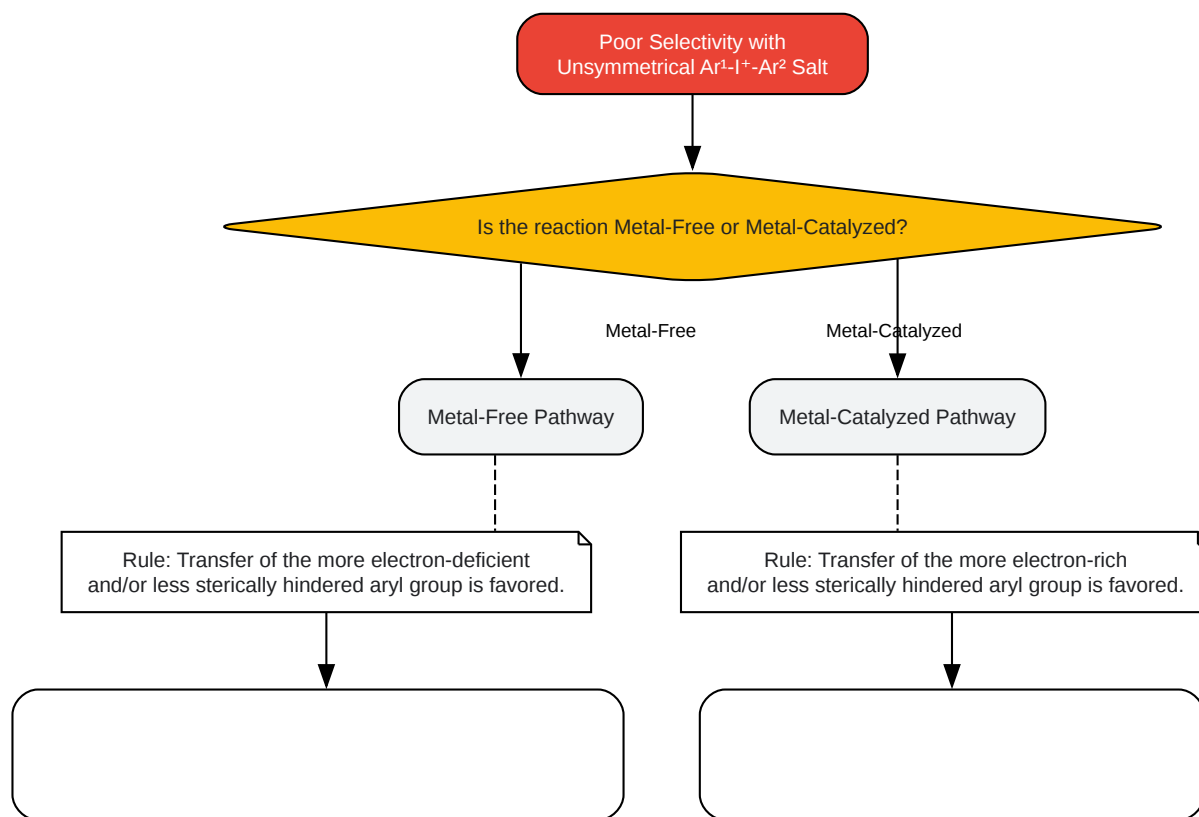 Poor Selectivity with
Unsymmetrical Ar¹-I⁺-Ar² Salt
Is the reaction Metal-Free or Metal-Catalyzed?
Metal-Free
Metal-Catalyzed
Metal-Free Pathway
Metal-Catalyzed Pathway
Rule: Transfer of the more electron-deficient
and/or less sterically hindered aryl group is favored.
Rule: Transfer of the more electron-rich
and/or less sterically hindered aryl group is favored.